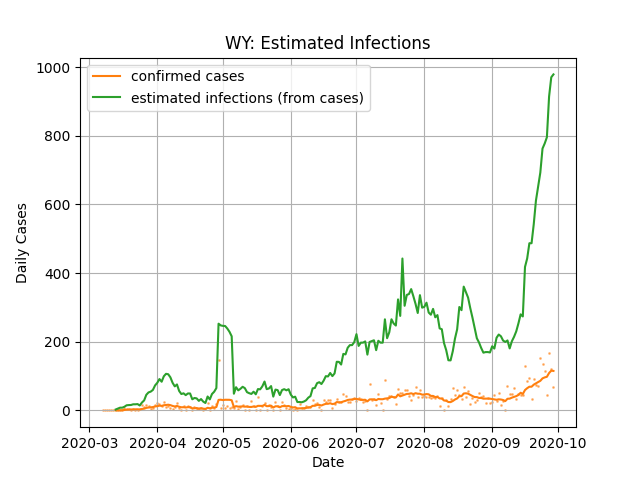 WY: Estimated Infections
confirmed cases
estimated infections (from cases)
1000
800
600
400
200
0
Daily Cases
2020-03 2020-04 2020-05 2020-06 2020-07 2020-08 2020-09 2020-10
Date